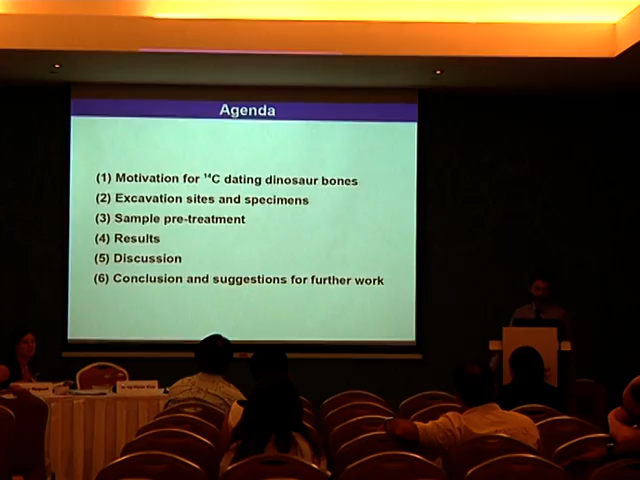 Agenda
(1) Motivation for ¹⁴C dating dinosaur bones
(2) Excavation sites and specimens
(3) Sample pre-treatment
(4) Results
(5) Discussion
(6) Conclusion and suggestions for further work